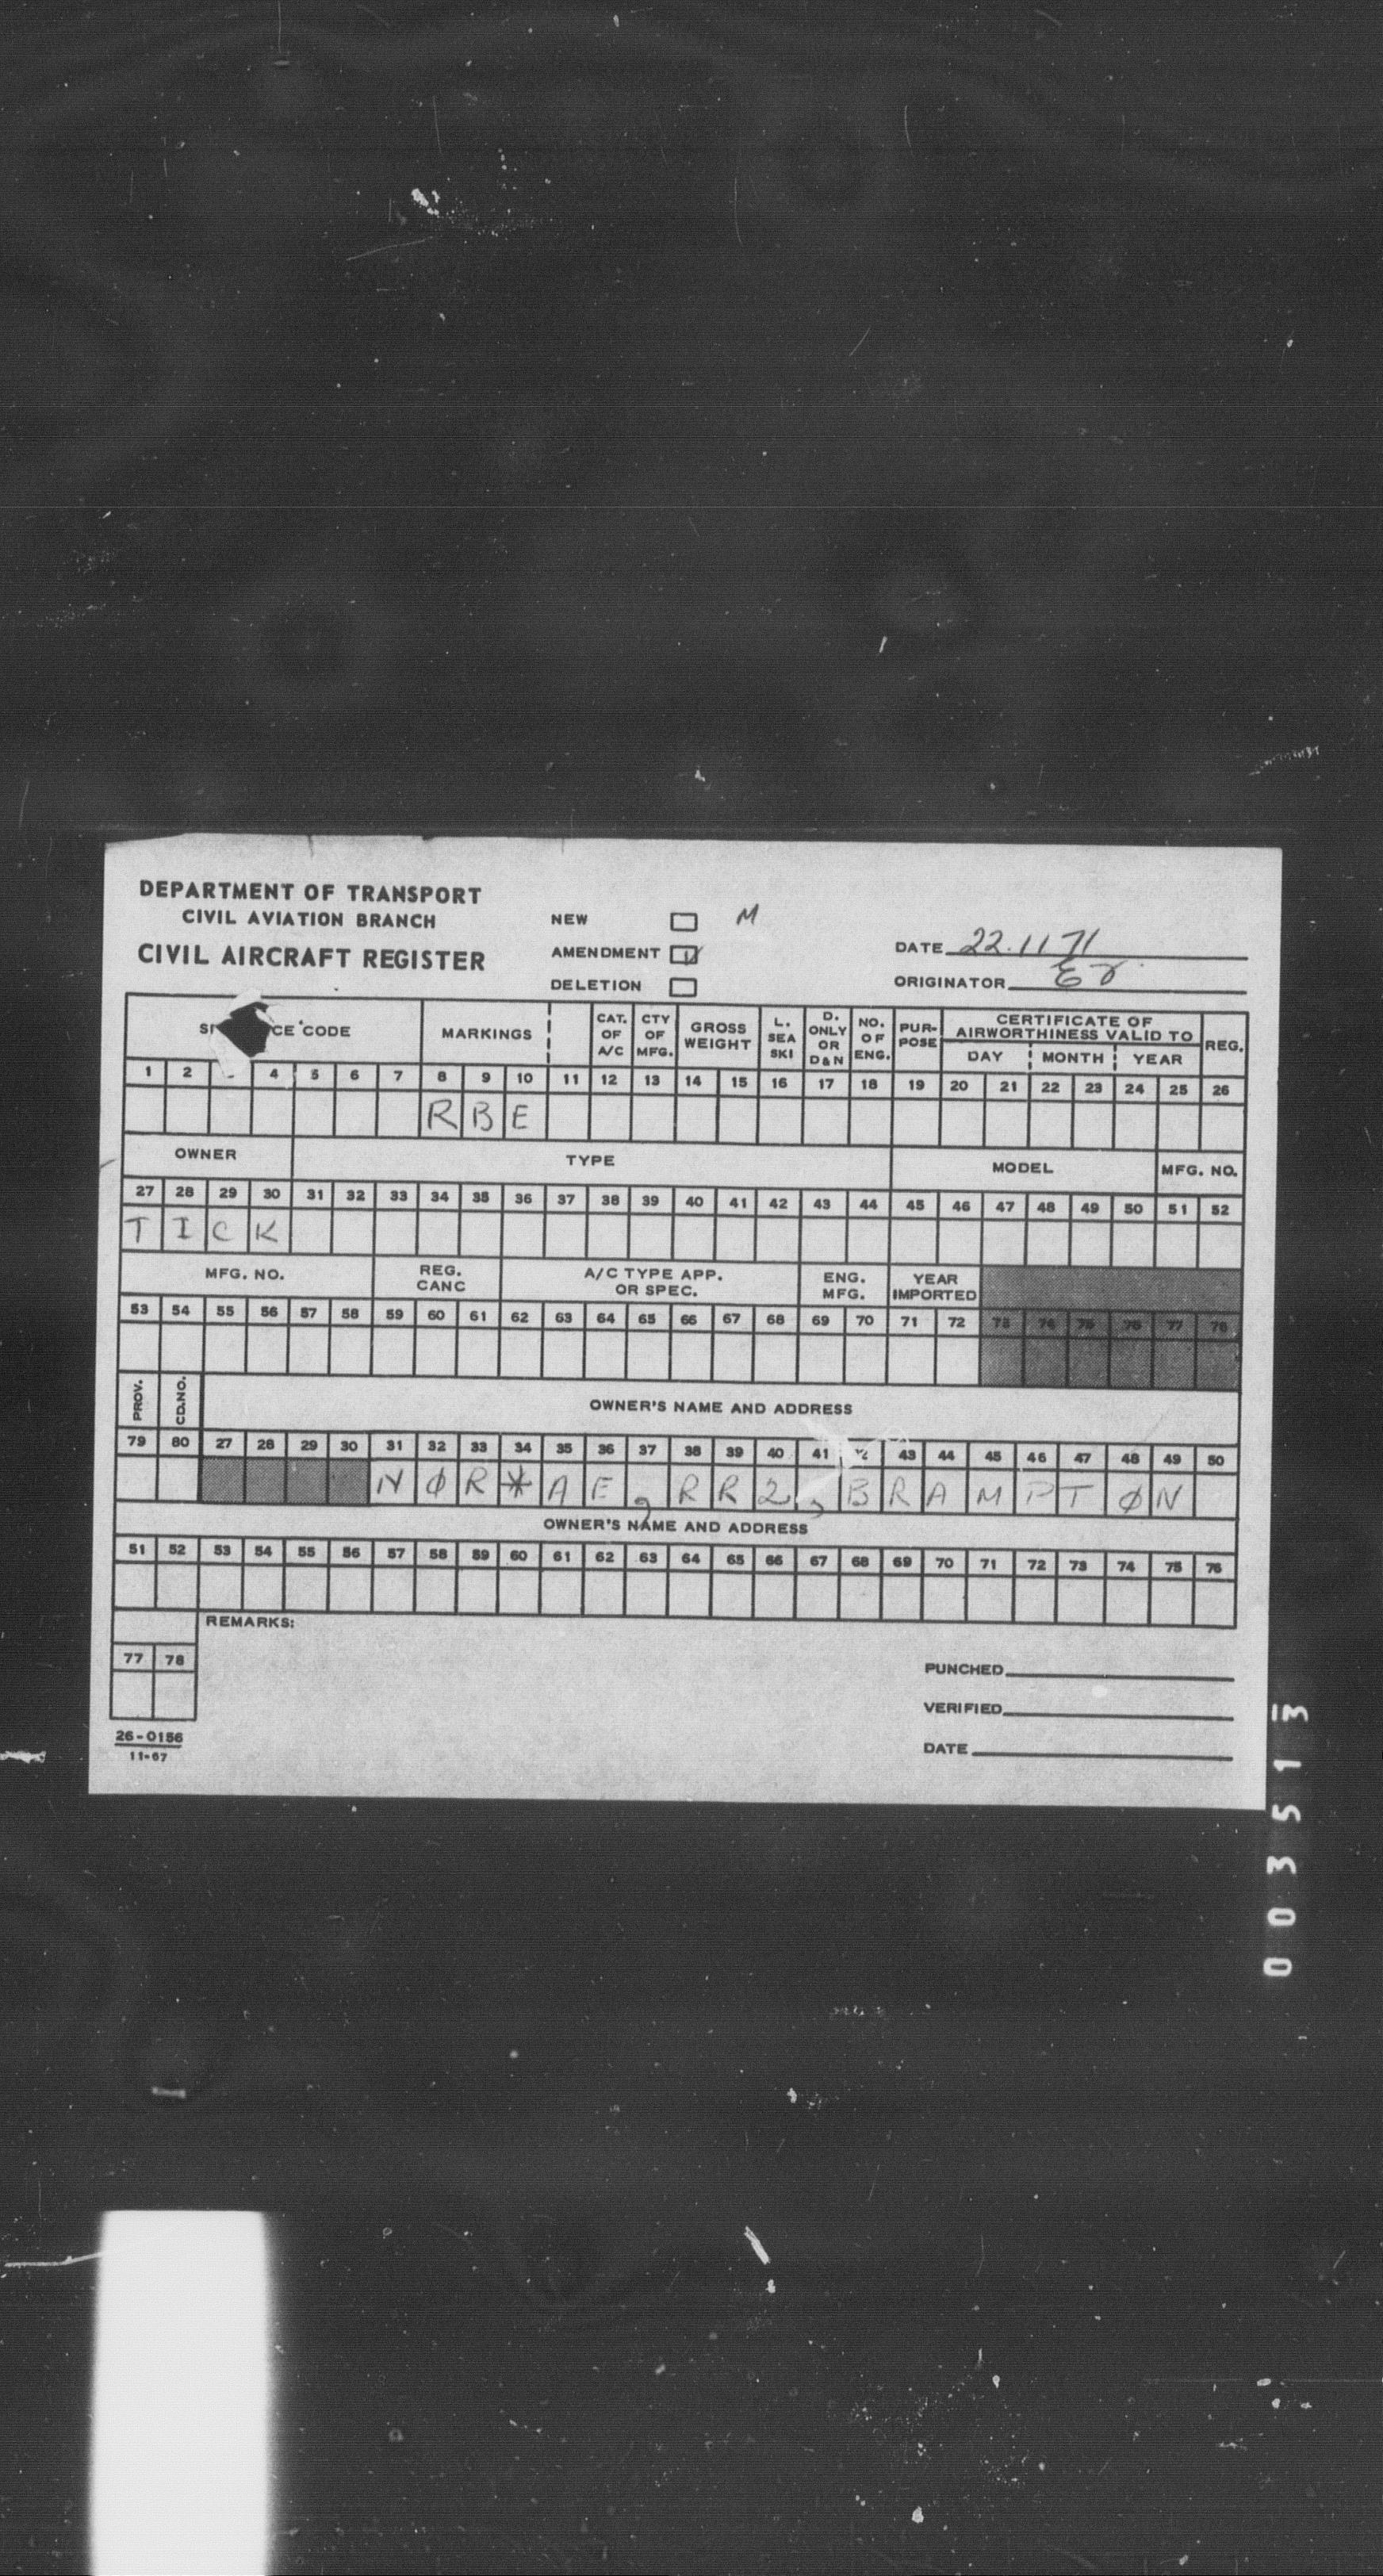 DEPARTMENT OF TRANSPORT
CIVIL AVIATION BRANCH
CIVIL AIRCRAFT REGISTER
NEW M
AMENDMENT
DELETION
DATE 22.11 71
ORIGINATOR
CE CODE MARKINGS CAT. OF A/C CTY OF MFG. GROSS WEIGHT L. SEA SKI D. ONLY OR D&N NO. OF ENG. PUR-POSE CERTIFICATE OF AIRWORTHINESS VALID TO REG.
DAY MONTH YEAR
1 2 4 5 6 7 8 9 10 11 12 13 14 15 16 17 18 19 20 21 22 23 24 25 26
R B E
OWNER TYPE MODEL MFG. NO.
27 28 29 30 31 32 33 34 35 36 37 38 39 40 41 42 43 44 45 46 47 48 49 50 51 52
T I C K
MFG. NO. REG. CANC A/C TYPE APP. OR SPEC. ENG. MFG. YEAR IMPORTED
53 54 55 56 57 58 59 60 61 62 63 64 65 66 67 68 69 70 71 72 73 74 75 76 77 78
PROV. CD.NO. OWNER'S NAME AND ADDRESS
79 80 27 28 29 30 31 32 33 34 35 36 37 38 39 40 41 42 43 44 45 46 47 48 49 50
N Ø R * A E , R R 2 , B R A M P T Ø N
OWNER'S NAME AND ADDRESS
51 52 53 54 55 56 57 58 59 60 61 62 63 64 65 66 67 68 69 70 71 72 73 74 75 76
REMARKS:
77 78
PUNCHED
VERIFIED
DATE
26-0156
11-67
003513